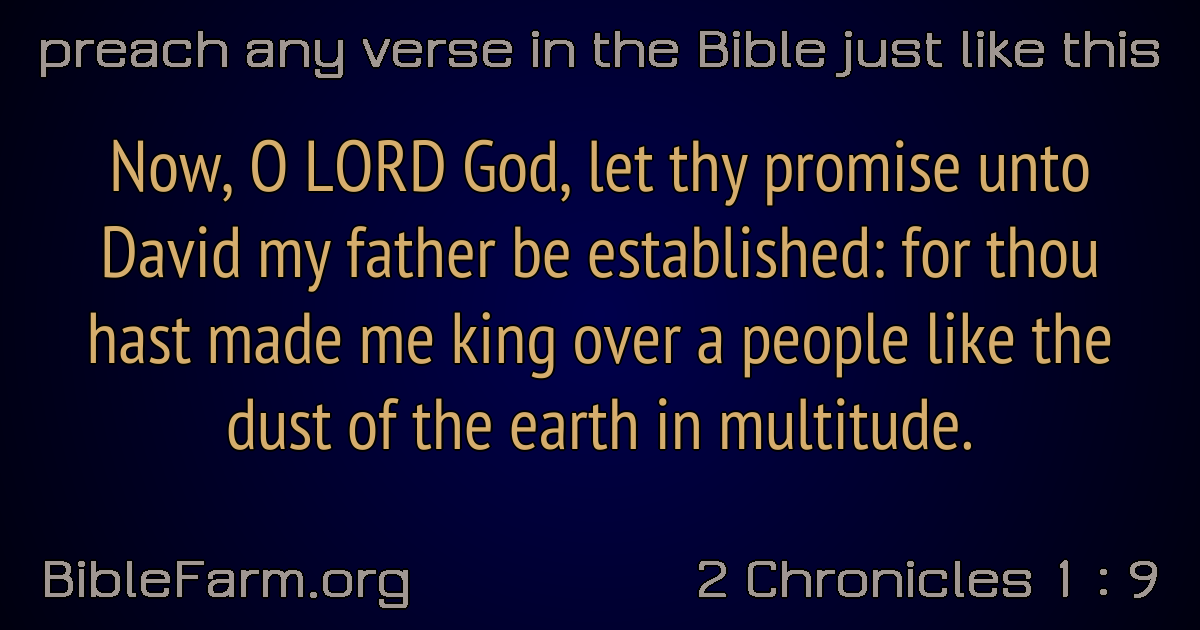 preach any verse in the Bible just like this
Now, O LORD God, let thy promise unto
David my father be established: for thou
hast made me king over a people like the
dust of the earth in multitude.
BibleFarm.org
2 Chronicles 1 : 9